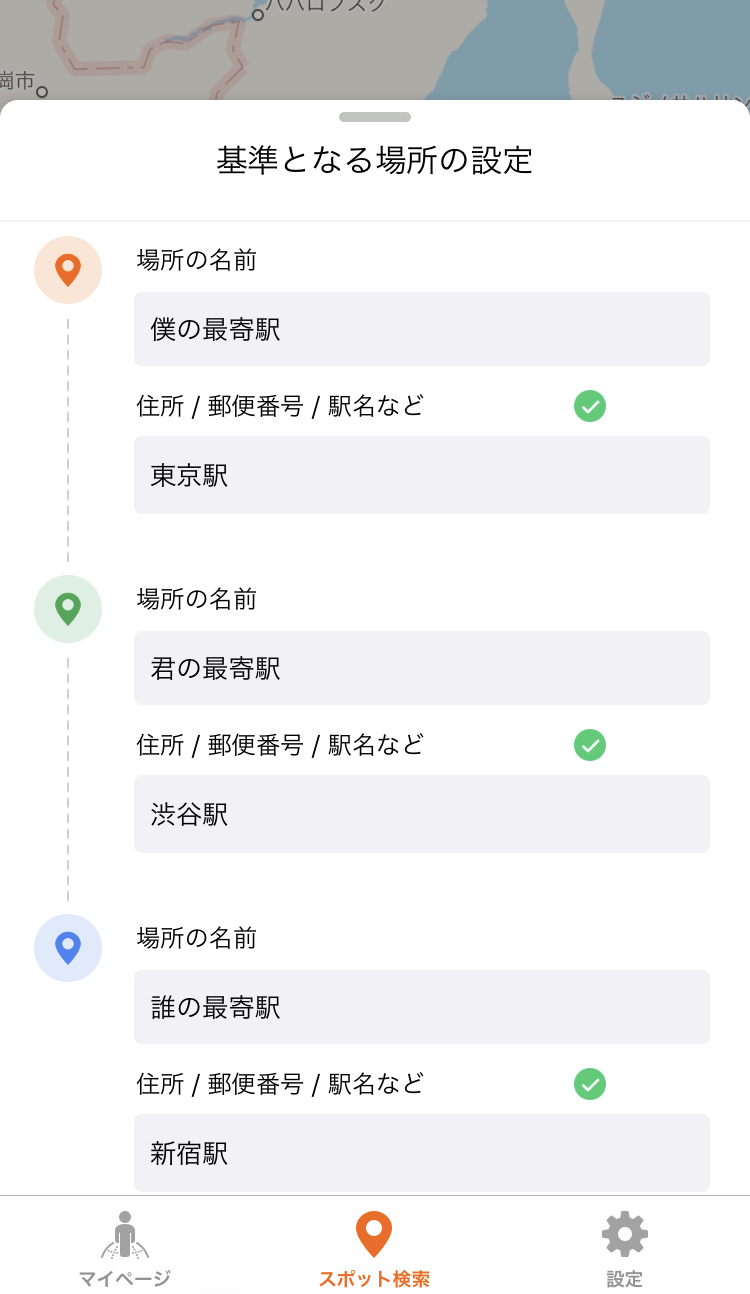 ハバロフスク
崗市
基準となる場所の設定
場所の名前
僕の最寄駅
住所 / 郵便番号 / 駅名など
東京駅
場所の名前
君の最寄駅
住所 / 郵便番号 / 駅名など
渋谷駅
場所の名前
誰の最寄駅
住所 / 郵便番号 / 駅名など
新宿駅
マイページ
スポット検索
設定